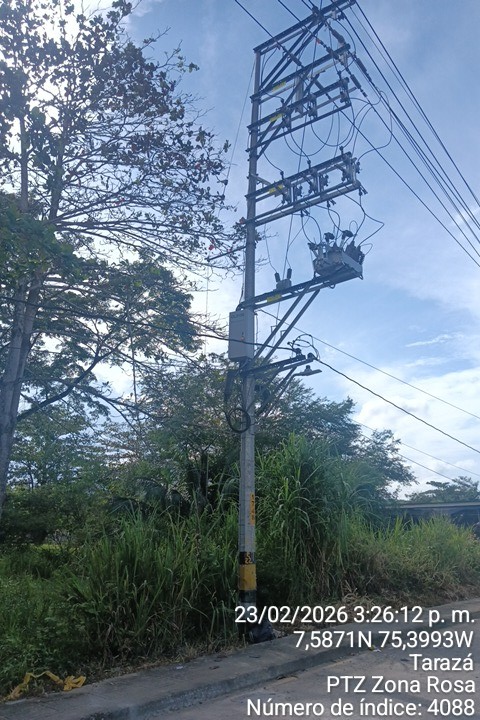 23/02/2026 3:26:12 p. m.
7,5871N 75,3993W
Tarazá
PTZ Zona Rosa
Número de índice: 4088